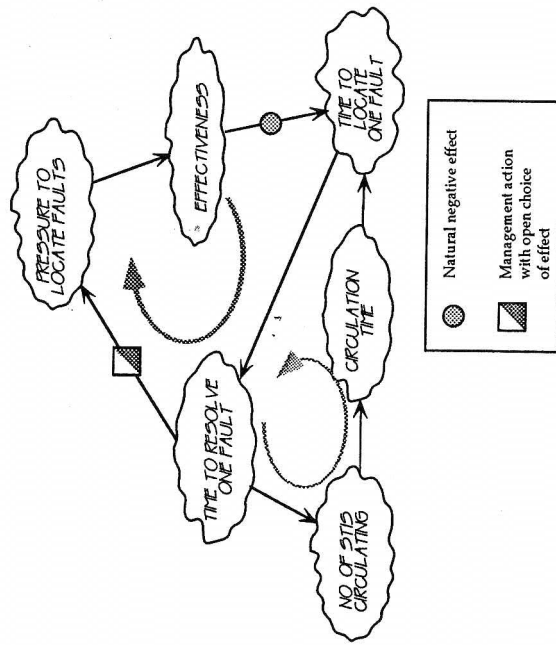 PRESSURE TO
LOCATE FAULTS
EFFECTIVENESS
TIME TO
LOCATE
ONE FAULT
TIME TO RESOLVE
ONE FAULT
CIRCULATION
TIME
NO OF STIS
CIRCULATING
Natural negative effect
Management action
with open choice
of effect